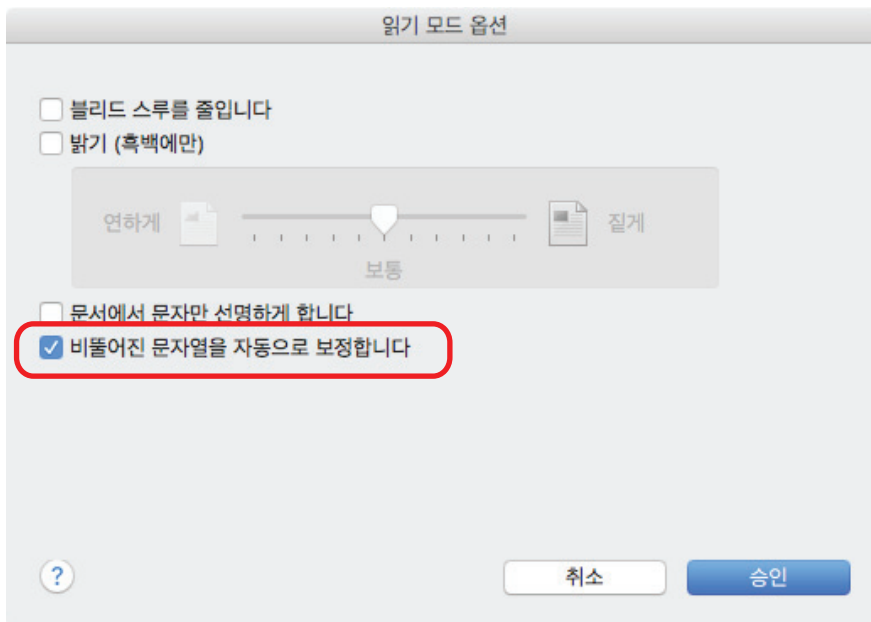 읽기 모드 옵션
블리드 스루를 줄입니다
밝기 (흑백에만)
연하게 짙게
보통
문서에서 문자만 선명하게 합니다
비뚤어진 문자열을 자동으로 보정합니다
? 취소 승인